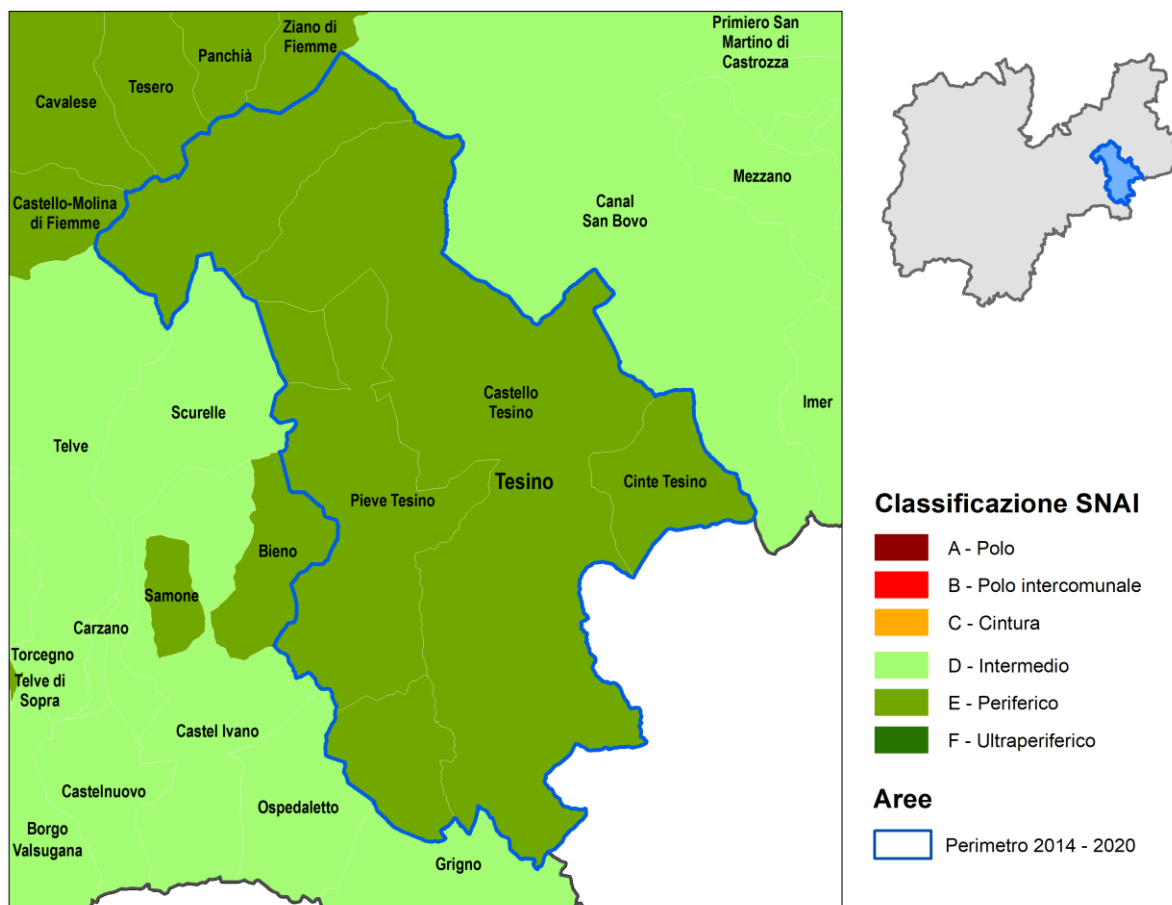 Primiero San
Martino di
Castrozza
Ziano di
Fiemme
Panchià
Tesero
Cavalese
Mezzano
Castello-Molina
di Fiemme
Canal
San Bovo
Castello
Tesino
Imer
Scurelle
Telve
Tesino
Cinte Tesino
Pieve Tesino
Bieno
Samone
Carzano
Torcegno
Telve di
Sopra
Castel Ivano
Castelnuovo
Ospedaletto
Borgo
Valsugana
Grigno
Classificazione SNAI
A - Polo
B - Polo intercomunale
C - Cintura
D - Intermedio
E - Periferico
F - Ultraperiferico
Aree
Perimetro 2014 - 2020